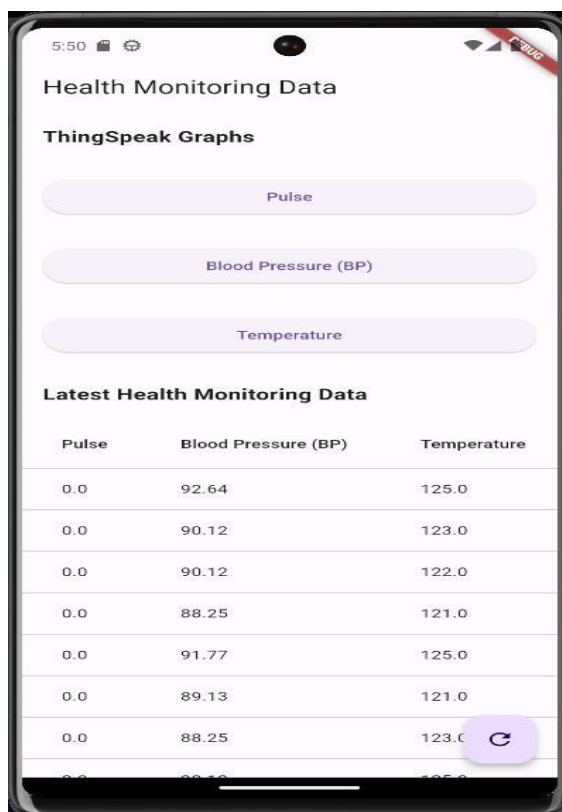 5:50
DEBUG
Health Monitoring Data
ThingSpeak Graphs
Pulse
Blood Pressure (BP)
Temperature
Latest Health Monitoring Data
Pulse Blood Pressure (BP) Temperature
0.0 92.64 125.0
0.0 90.12 123.0
0.0 90.12 122.0
0.0 88.25 121.0
0.0 91.77 125.0
0.0 89.13 121.0
0.0 88.25 123.0